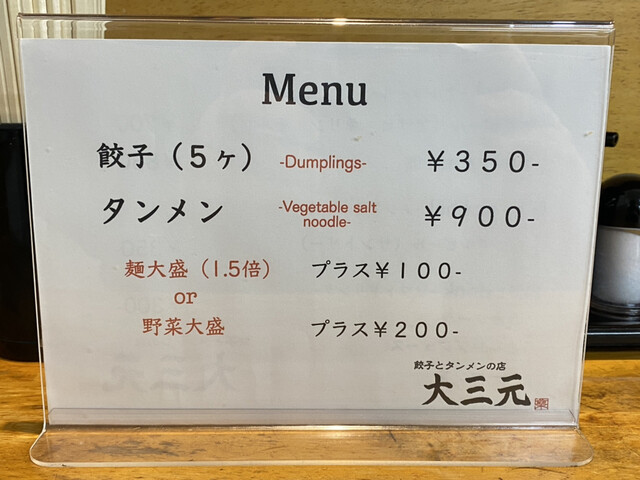 Menu
餃子（5ヶ） -Dumplings- ￥350-
タンメン -Vegetable salt noodle- ￥900-
麺大盛（1.5倍） プラス￥100-
or
野菜大盛 プラス￥200-
餃子とタンメンの店
大三元